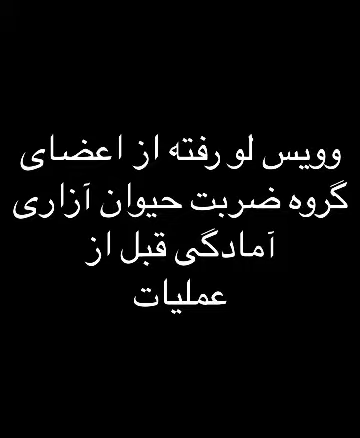 وویس لو رفته از اعضای
گروه ضربت حیوان آزاری
آمادگی قبل از
عملیات